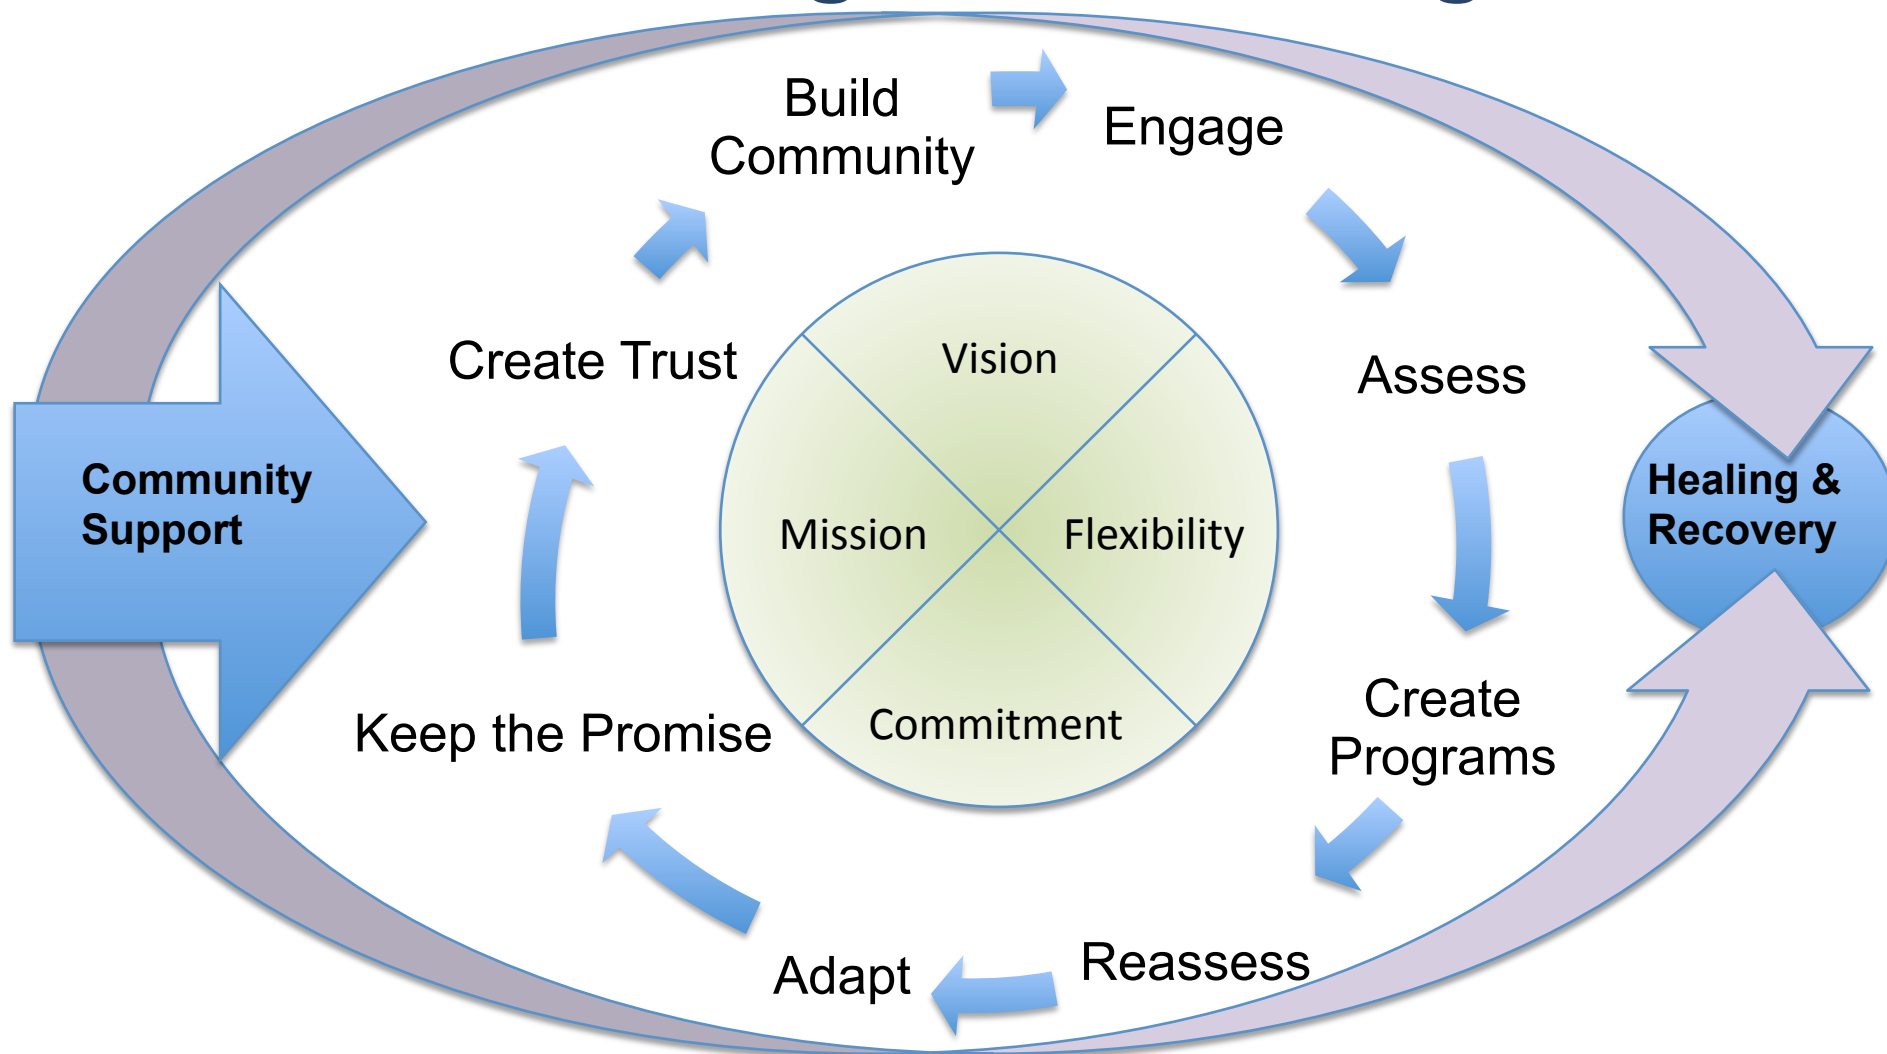 Build
Community
Engage
Create Trust
Vision
Assess
Community
Support
Mission
Flexibility
Healing &
Recovery
Keep the Promise
Commitment
Create
Programs
Adapt
Reassess